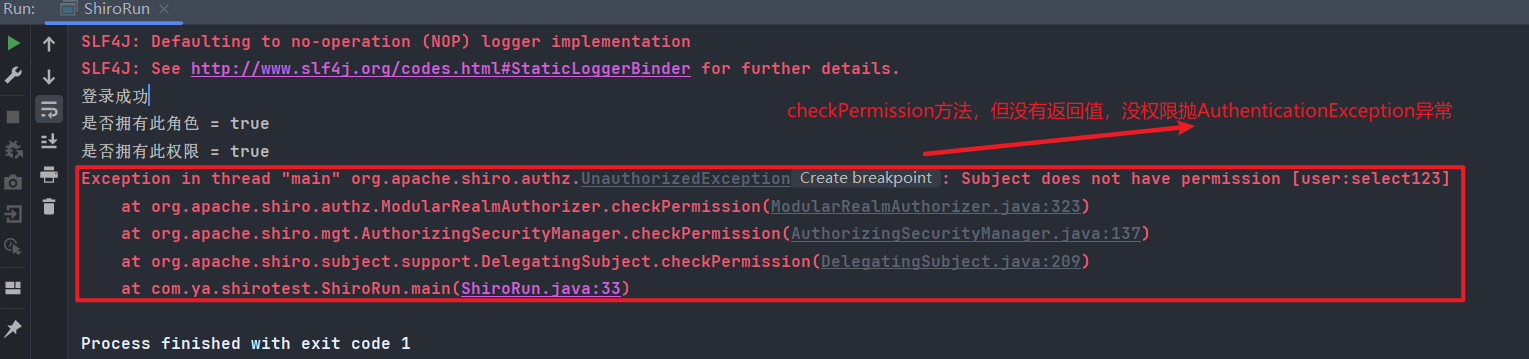 Run: ShiroRun
SLF4J: Defaulting to no-operation (NOP) logger implementation
SLF4J: See http://www.slf4j.org/codes.html#StaticLoggerBinder for further details.
登录成功
checkPermission方法，但没有返回值，没权限抛AuthenticationException异常
是否拥有此角色 = true
是否拥有此权限 = true
Exception in thread "main" org.apache.shiro.authz.UnauthorizedException Create breakpoint : Subject does not have permission [user:select123]
at org.apache.shiro.authz.ModularRealmAuthorizer.checkPermission(ModularRealmAuthorizer.java:323)
at org.apache.shiro.mgt.AuthorizingSecurityManager.checkPermission(AuthorizingSecurityManager.java:137)
at org.apache.shiro.subject.support.DelegatingSubject.checkPermission(DelegatingSubject.java:209)
at com.ya.shirotest.ShiroRun.main(ShiroRun.java:33)
Process finished with exit code 1